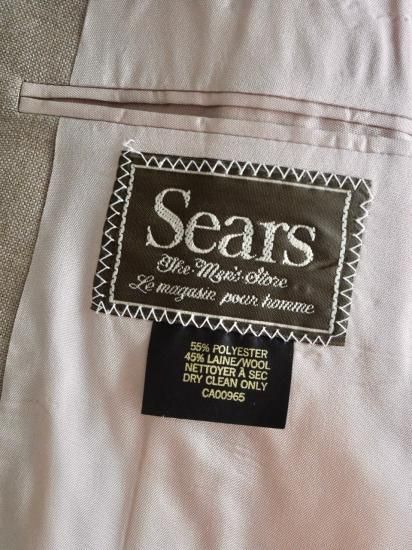 Sears
The Men's Store
Le magasin pour homme
55% POLYESTER
45% LAINE/WOOL
NETTOYER À SEC
DRY CLEAN ONLY
CA00965